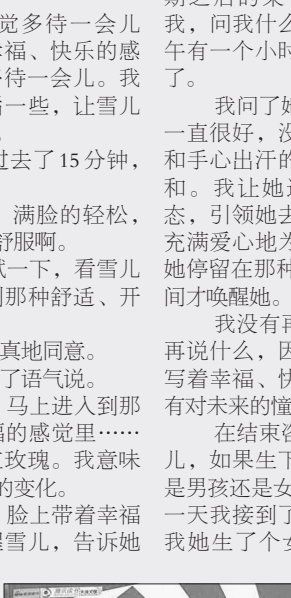 觉多待一会儿
幸福、快乐的感
多待一会儿。我
一些，让雪儿
过去了15分钟，
满脸的轻松，
舒服啊。
试一下，看雪儿
到那种舒适、开
真地同意。
了语气说。
马上进入到那
福的感觉里……
玫瑰。我意味
的变化。
脸上带着幸福
雪儿，告诉她
我，问我什么
午有一个小时
了。
我问了她
一直很好，没
和手心出汗的
和。我让她进
态，引领她去
充满爱心地为
她停留在那种
间才唤醒她。
我没有再
再说什么，因
写着幸福、快
有对未来的憧
在结束咨
儿，如果生下
是男孩还是女
一天我接到了
我她生了个女